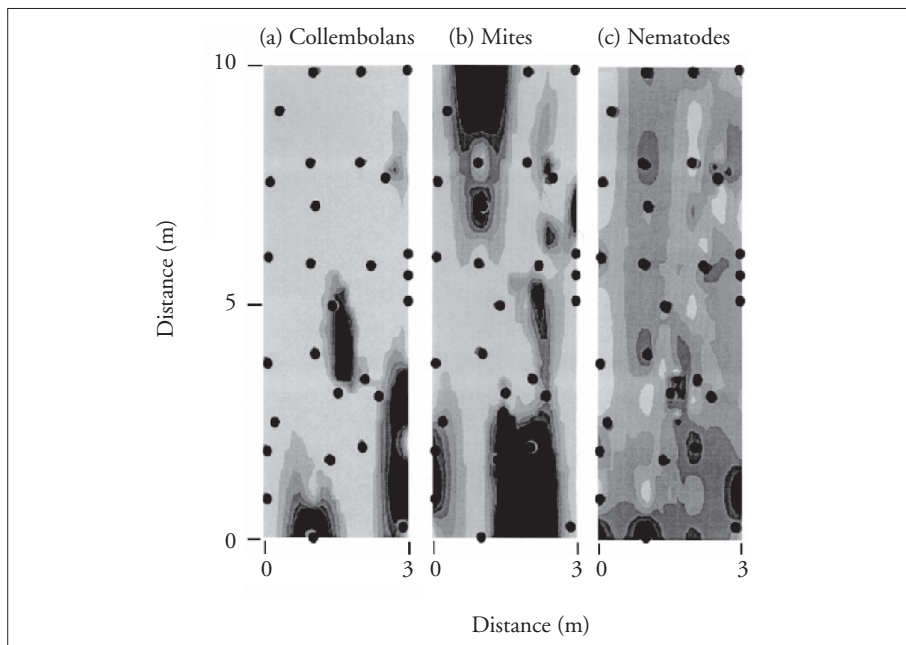 (a) Collembolans (b) Mites (c) Nematodes
10
Distance (m)
5
0
0 3 0 3 0 3
Distance (m)